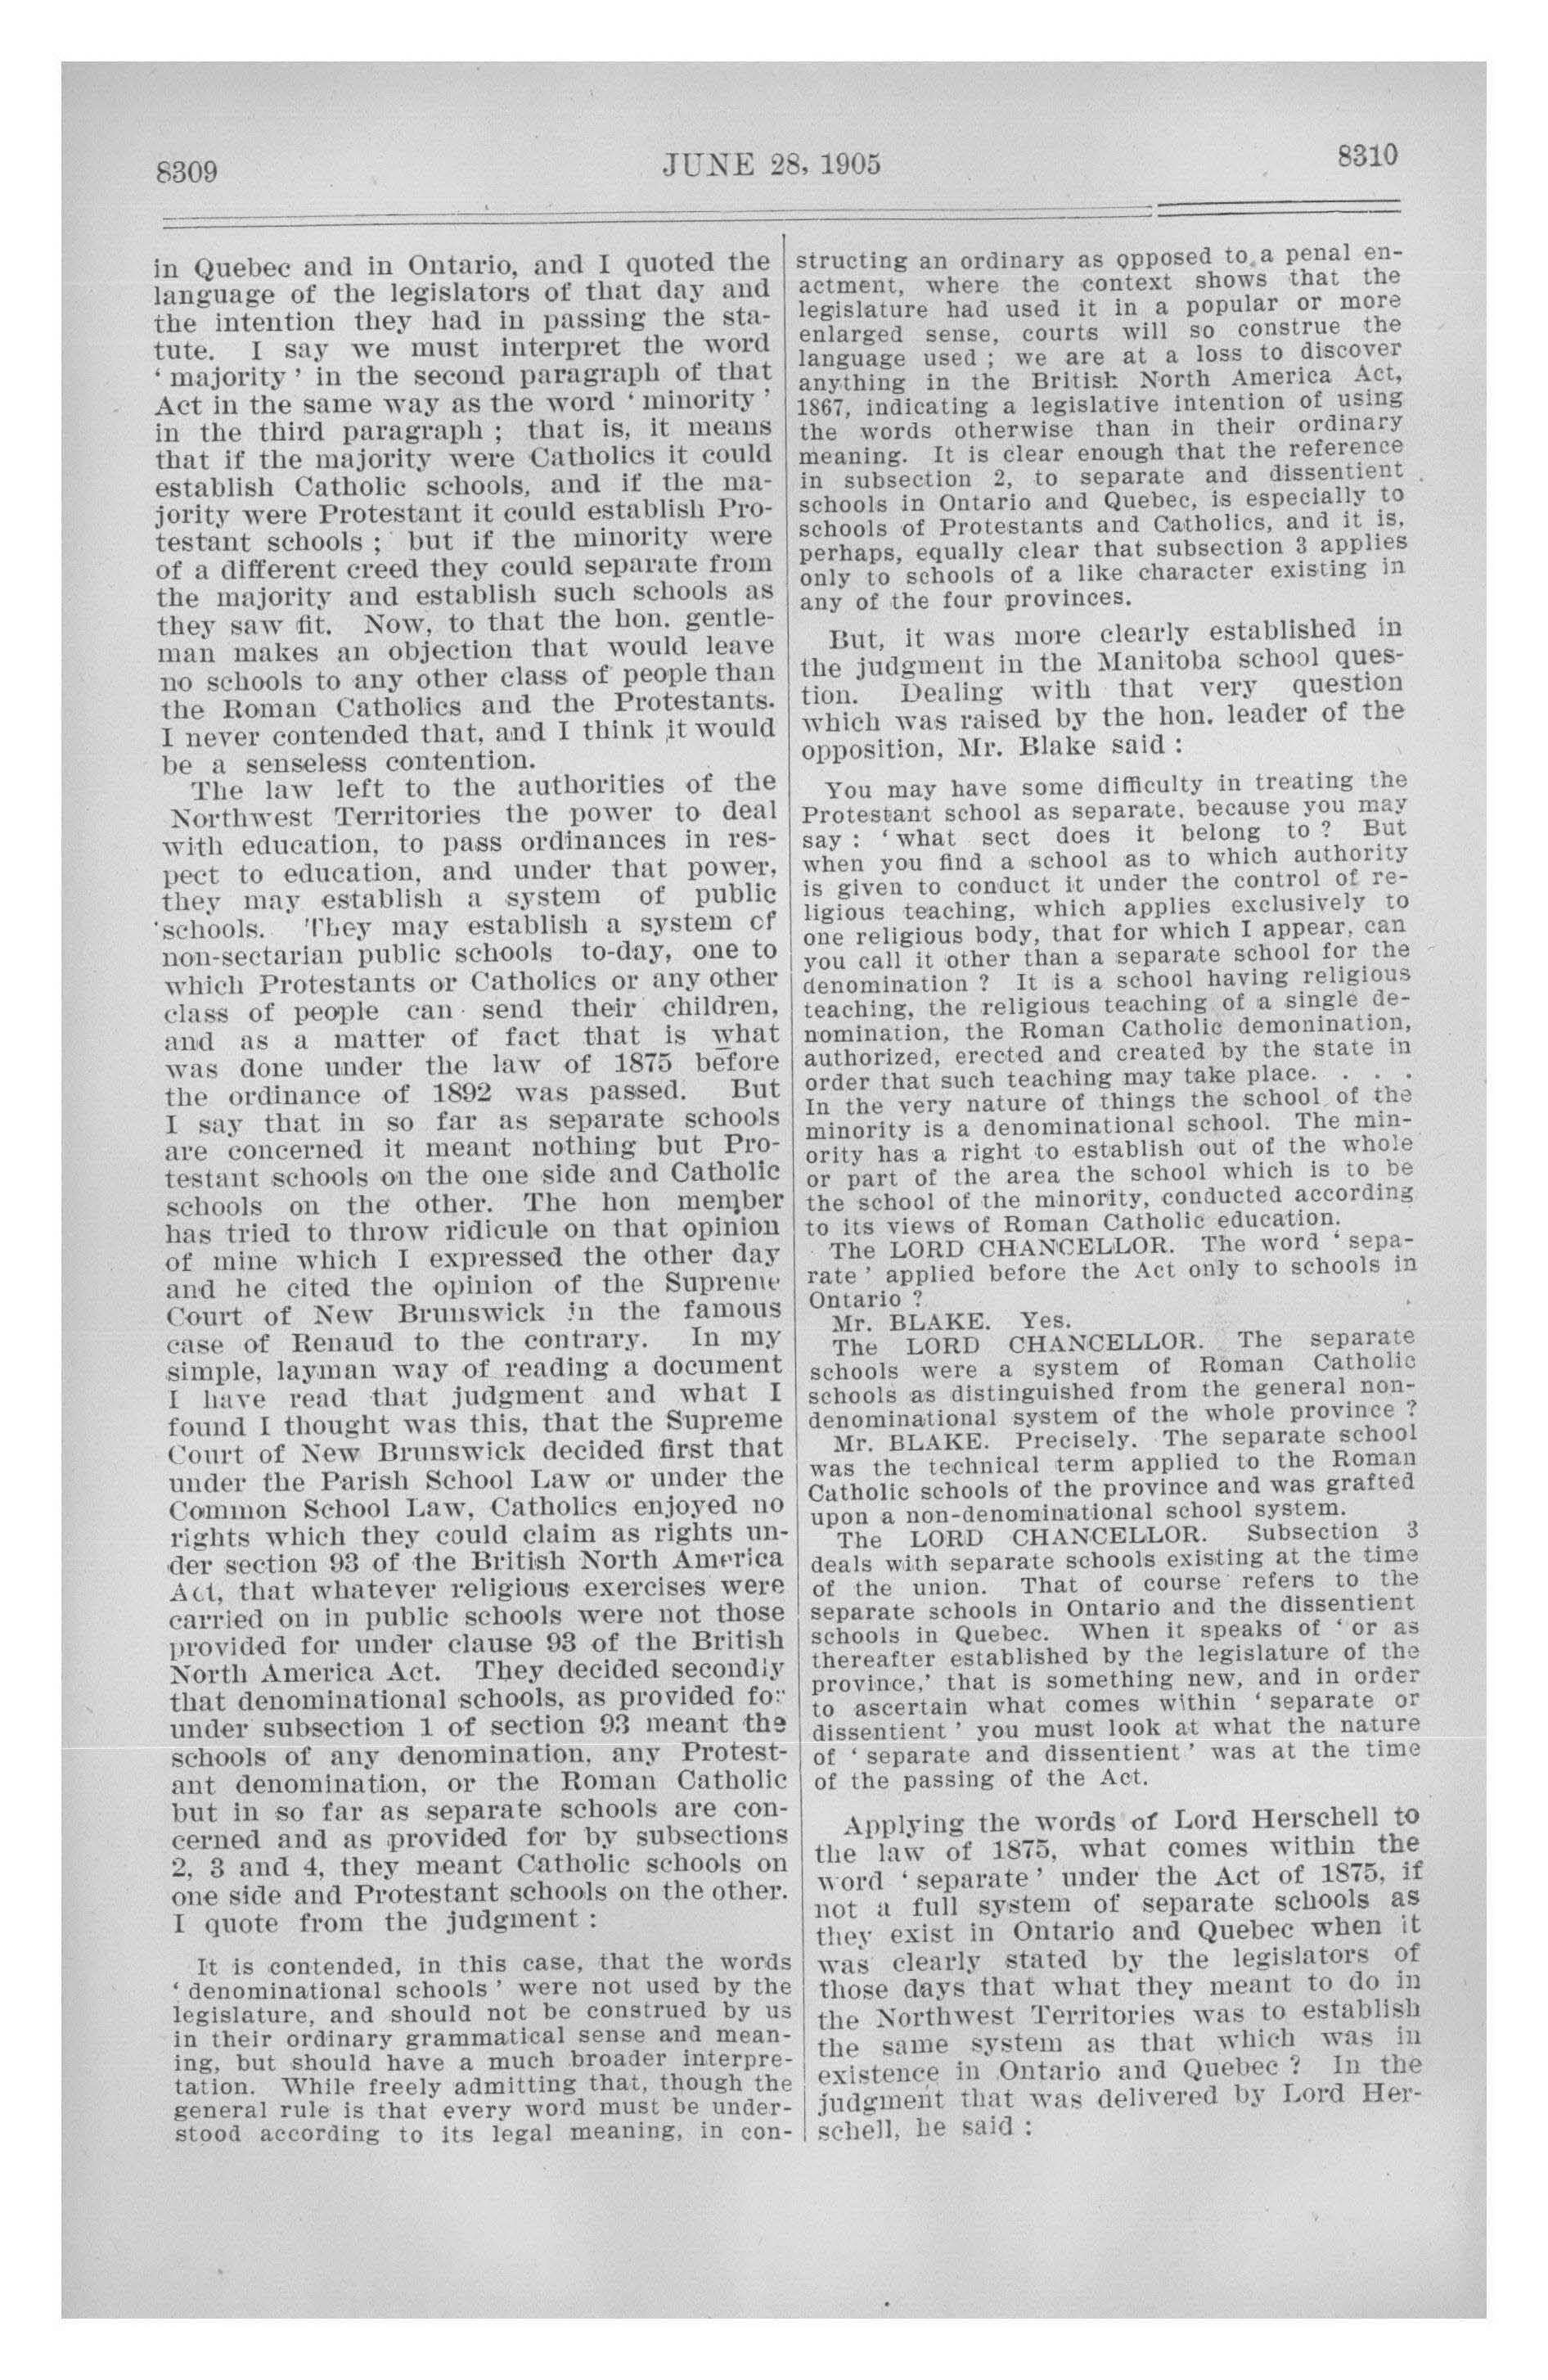 8309
JUNE 28, 1905
8310
in Quebec and in Ontario, and I quoted the
language of the legislators of that day and
the intention they had in passing the sta-
tute. I say we must interpret the word
‘ majority ’ in the second paragraph of that
Act in the same way as the word ‘ minority ’
in the third paragraph ; that is, it means
that if the majority were Catholics it could
establish Catholic schools, and if the ma-
jority were Protestant it could establish Pro-
testant schools ; but if the minority were
of a different creed they could separate from
the majority and establish such schools as
they saw fit. Now, to that the hon. gentle-
man makes an objection that would leave
no schools to any other class of people than
the Roman Catholics and the Protestants.
I never contended that, and I think it would
be a senseless contention.
The law left to the authorities of the
Northwest Territories the power to deal
with education, to pass ordinances in res-
pect to education, and under that power,
they may establish a system of public
schools. They may establish a system of
non-sectarian public schools to-day, one to
which Protestants or Catholics or any other
class of people can send their children,
and as a matter of fact that is what
was done under the law of 1875 before
the ordinance of 1892 was passed. But
I say that in so far as separate schools
are concerned it meant nothing but Pro-
testant schools on the one side and Catholic
schools on the other. The hon member
has tried to throw ridicule on that opinion
of mine which I expressed the other day
and he cited the opinion of the Supreme
Court of New Brunswick in the famous
case of Renaud to the contrary. In my
simple, layman way of reading a document
I have read that judgment and what I
found I thought was this, that the Supreme
Court of New Brunswick decided first that
under the Parish School Law or under the
Common School Law, Catholics enjoyed no
rights which they could claim as rights un-
der section 93 of the British North America
Act, that whatever religious exercises were
carried on in public schools were not those
provided for under clause 93 of the British
North America Act. They decided secondly
that denominational schools, as provided for
under subsection 1 of section 93 meant the
schools of any denomination, any Protest-
ant denomination, or the Roman Catholic
but in so far as separate schools are con-
cerned and as provided for by subsections
2, 3 and 4, they meant Catholic schools on
one side and Protestant schools on the other.
I quote from the judgment :
It is contended, in this case, that the words
‘ denominational schools ’ were not used by the
legislature, and should not be construed by us
in their ordinary grammatical sense and mean-
ing, but should have a much broader interpre-
tation. While freely admitting that, though the
general rule is that every word must be under-
stood according to its legal meaning, in con-
structing an ordinary as opposed to a penal en-
actment, where the context shows that the
legislature had used it in a popular or more
enlarged sense, courts will so construe the
language used ; we are at a loss to discover
anything in the British North America Act,
1867, indicating a legislative intention of using
the words otherwise than in their ordinary
meaning. It is clear enough that the reference
in subsection 2, to separate and dissentient
schools in Ontario and Quebec, is especially to
schools of Protestants and Catholics, and it is,
perhaps, equally clear that subsection 3 applies
only to schools of a like character existing in
any of the four provinces.
But, it was more clearly established in
the judgment in the Manitoba school ques-
tion. Dealing with that very question
which was raised by the hon. leader of the
opposition, Mr. Blake said :
You may have some difficulty in treating the
Protestant school as separate, because you may
say : ‘ what sect does it belong to ? But
when you find a school as to which authority
is given to conduct it under the control of re-
ligious teaching, which applies exclusively to
one religious body, that for which I appear, can
you call it other than a separate school for the
denomination ? It is a school having religious
teaching, the religious teaching of a single de-
nomination, the Roman Catholic demonination,
authorized, erected and created by the state in
order that such teaching may take place. . . .
In the very nature of things the school of the
minority is a denominational school. The min-
ority has a right to establish out of the whole
or part of the area the school which is to be
the school of the minority, conducted according
to its views of Roman Catholic education.
The LORD CHANCELLOR. The word ‘ sepa-
rate ’ applied before the Act only to schools in
Ontario ?
Mr. BLAKE. Yes.
The LORD CHANCELLOR. The separate
schools were a system of Roman Catholic
schools as distinguished from the general non-
denominational system of the whole province ?
Mr. BLAKE. Precisely. The separate school
was the technical term applied to the Roman
Catholic schools of the province and was grafted
upon a non-denominational school system.
The LORD CHANCELLOR. Subsection 3
deals with separate schools existing at the time
of the union. That of course refers to the
separate schools in Ontario and the dissentient
schools in Quebec. When it speaks of ‘ or as
thereafter established by the legislature of the
province,’ that is something new, and in order
to ascertain what comes within ‘ separate or
dissentient ’ you must look at what the nature
of ‘ separate and dissentient ’ was at the time
of the passing of the Act.
Applying the words of Lord Herschell to
the law of 1875, what comes within the
word ‘ separate ’ under the Act of 1875, if
not a full system of separate schools as
they exist in Ontario and Quebec when it
was clearly stated by the legislators of
those days that what they meant to do in
the Northwest Territories was to establish
the same system as that which was in
existence in Ontario and Quebec ? In the
judgment that was delivered by Lord Her-
schell, he said :